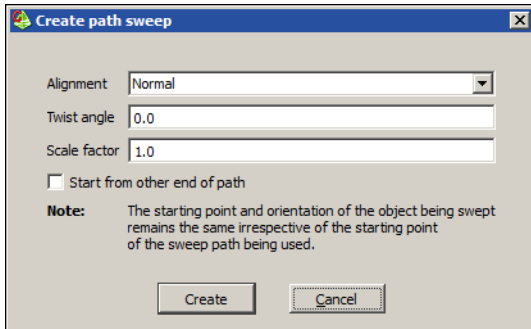 Create path sweep
Alignment Normal
Twist angle 0.0
Scale factor 1.0
Start from other end of path
Note: The starting point and orientation of the object being swept
remains the same irrespective of the starting point
of the sweep path being used.
Create Cancel